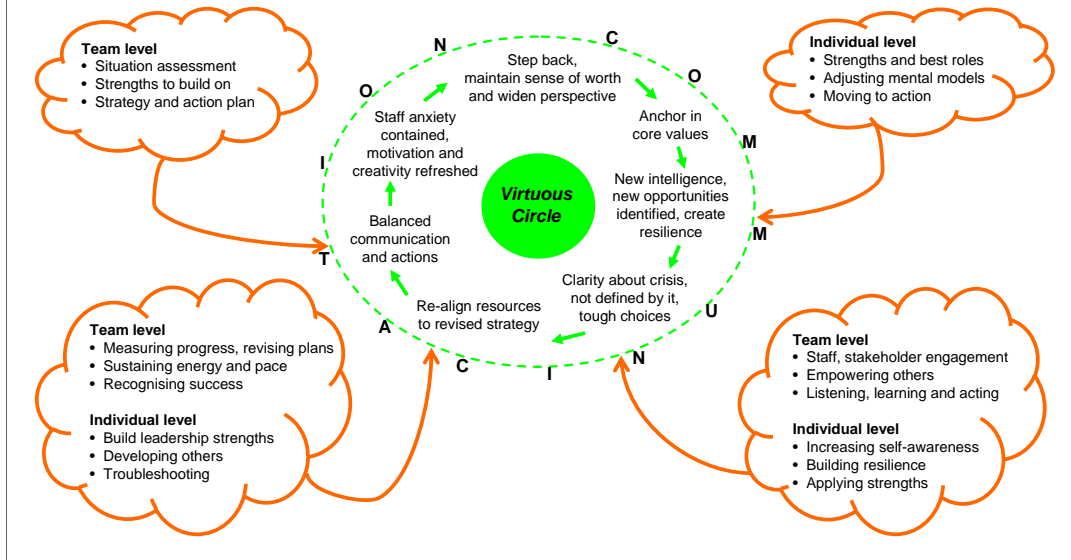 Team level
• Situation assessment
• Strengths to build on
• Strategy and action plan
Individual level
• Strengths and best roles
• Adjusting mental models
• Moving to action
COMMUNICATION
Step back,
maintain sense of worth
and widen perspective
Anchor in
core values
New intelligence,
new opportunities
identified, create
resilience
Clarity about crisis,
not defined by it,
tough choices
Re-align resources
to revised strategy
Balanced
communication
and actions
Staff anxiety
contained,
motivation and
creativity refreshed
Virtuous
Circle
Team level
• Measuring progress, revising plans
• Sustaining energy and pace
• Recognising success
Individual level
• Build leadership strengths
• Developing others
• Troubleshooting
Team level
• Staff, stakeholder engagement
• Empowering others
• Listening, learning and acting
Individual level
• Increasing self-awareness
• Building resilience
• Applying strengths